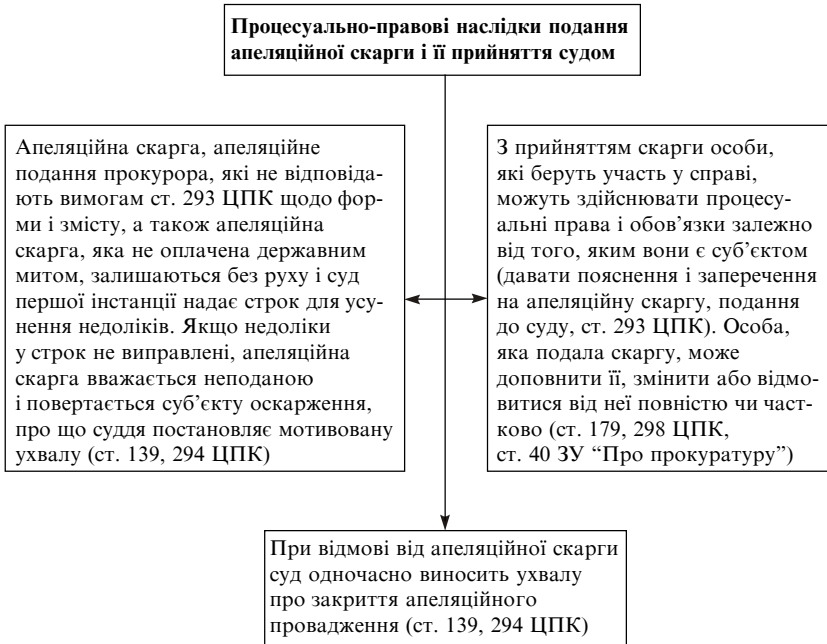 Процесуально-правові наслідки подання
апеляційної скарги і її прийняття судом
Апеляційна скарга, апеляційне
подання прокурора, які не відповіда-
ють вимогам ст. 293 ЦПК щодо фор-
ми і змісту, а також апеляційна
скарга, яка не оплачена державним
митом, залишаються без руху і суд
першої інстанції надає строк для усу-
нення недоліків. Якщо недоліки
у строк не виправлені, апеляційна
скарга вважається неподаною
і повертається суб’єкту оскарження,
про що суддя постановляє мотивовану
ухвалу (ст. 139, 294 ЦПК)
З прийняттям скарги особи,
які беруть участь у справі,
можуть здійснювати процесу-
альні права і обов’язки залежно
від того, яким вони є суб’єктом
(давати пояснення і заперечення
на апеляційну скаргу, подання
до суду, ст. 293 ЦПК). Особа,
яка подала скаргу, може
доповнити її, змінити або відмо-
витися від неї повністю чи част-
ково (ст. 179, 298 ЦПК,
ст. 40 ЗУ “Про прокуратуру”)
При відмові від апеляційної скарги
суд одночасно виносить ухвалу
про закриття апеляційного
провадження (ст. 139, 294 ЦПК)